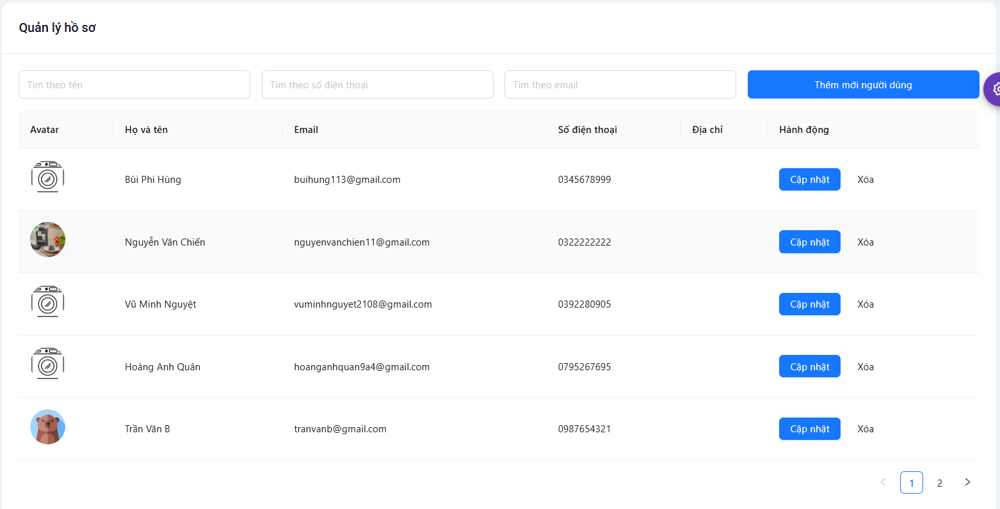 Quản lý hồ sơ
Tìm theo tên Tìm theo số điện thoại Tìm theo email Thêm mới người dùng
Avatar Họ và tên Email Số điện thoại Địa chỉ Hành động
Bùi Phi Hùng buihung113@gmail.com 0345678999 Cập nhật Xóa
Nguyễn Văn Chiến nguyenvanchien11@gmail.com 0322222222 Cập nhật Xóa
Vũ Minh Nguyệt vuminhnguyet2108@gmail.com 0392280905 Cập nhật Xóa
Hoàng Anh Quân hoanganhquan9a4@gmail.com 0795267695 Cập nhật Xóa
Trần Văn B tranvanb@gmail.com 0987654321 Cập nhật Xóa
< 1 2 >